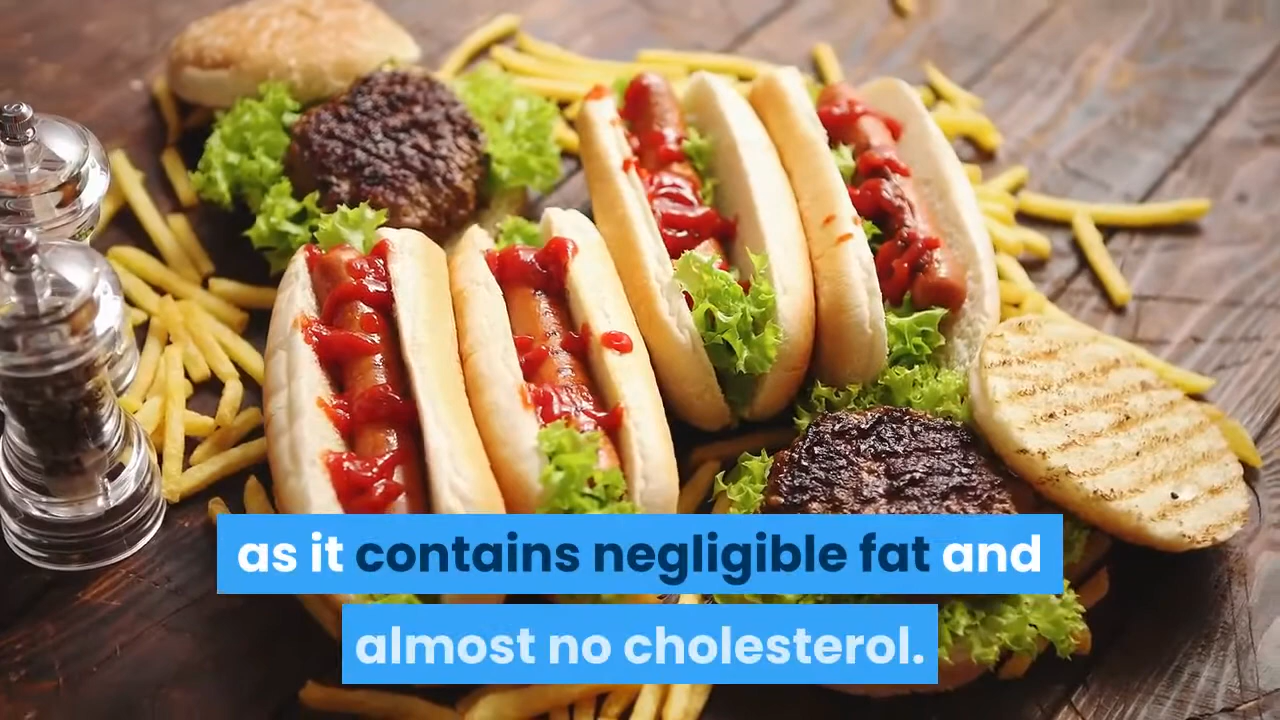 as it contains negligible fat and
almost no cholesterol.